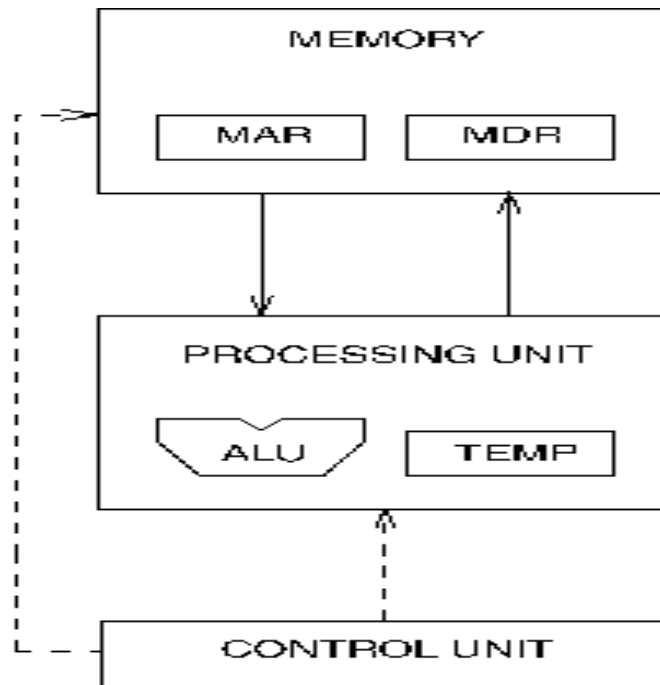 MEMORY
MAR MDR
PROCESSING UNIT
ALU TEMP
CONTROL UNIT